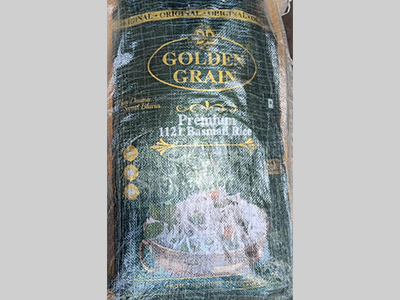 ORIGINAL • ORIGINAL • ORIGINAL
GOLDEN
GRAIN
Premium
1121 Basmati Rice